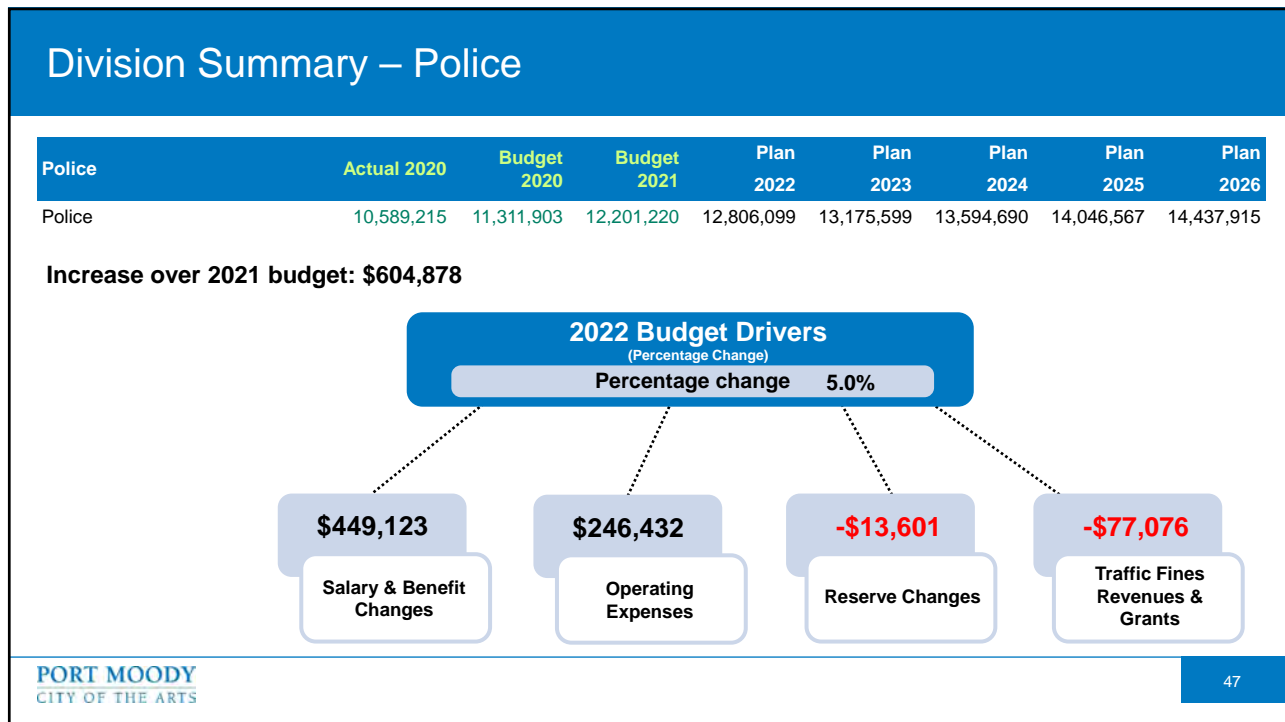 Division Summary – Police
Police Actual 2020 Budget 2020 Budget 2021 Plan 2022 Plan 2023 Plan 2024 Plan 2025 Plan 2026
Police 10,589,215 11,311,903 12,201,220 12,806,099 13,175,599 13,594,690 14,046,567 14,437,915
Increase over 2021 budget: $604,878
2022 Budget Drivers
(Percentage Change)
Percentage change 5.0%
$449,123
Salary & Benefit
Changes
$246,432
Operating
Expenses
-$13,601
Reserve Changes
-$77,076
Traffic Fines
Revenues &
Grants
PORT MOODY
CITY OF THE ARTS
47